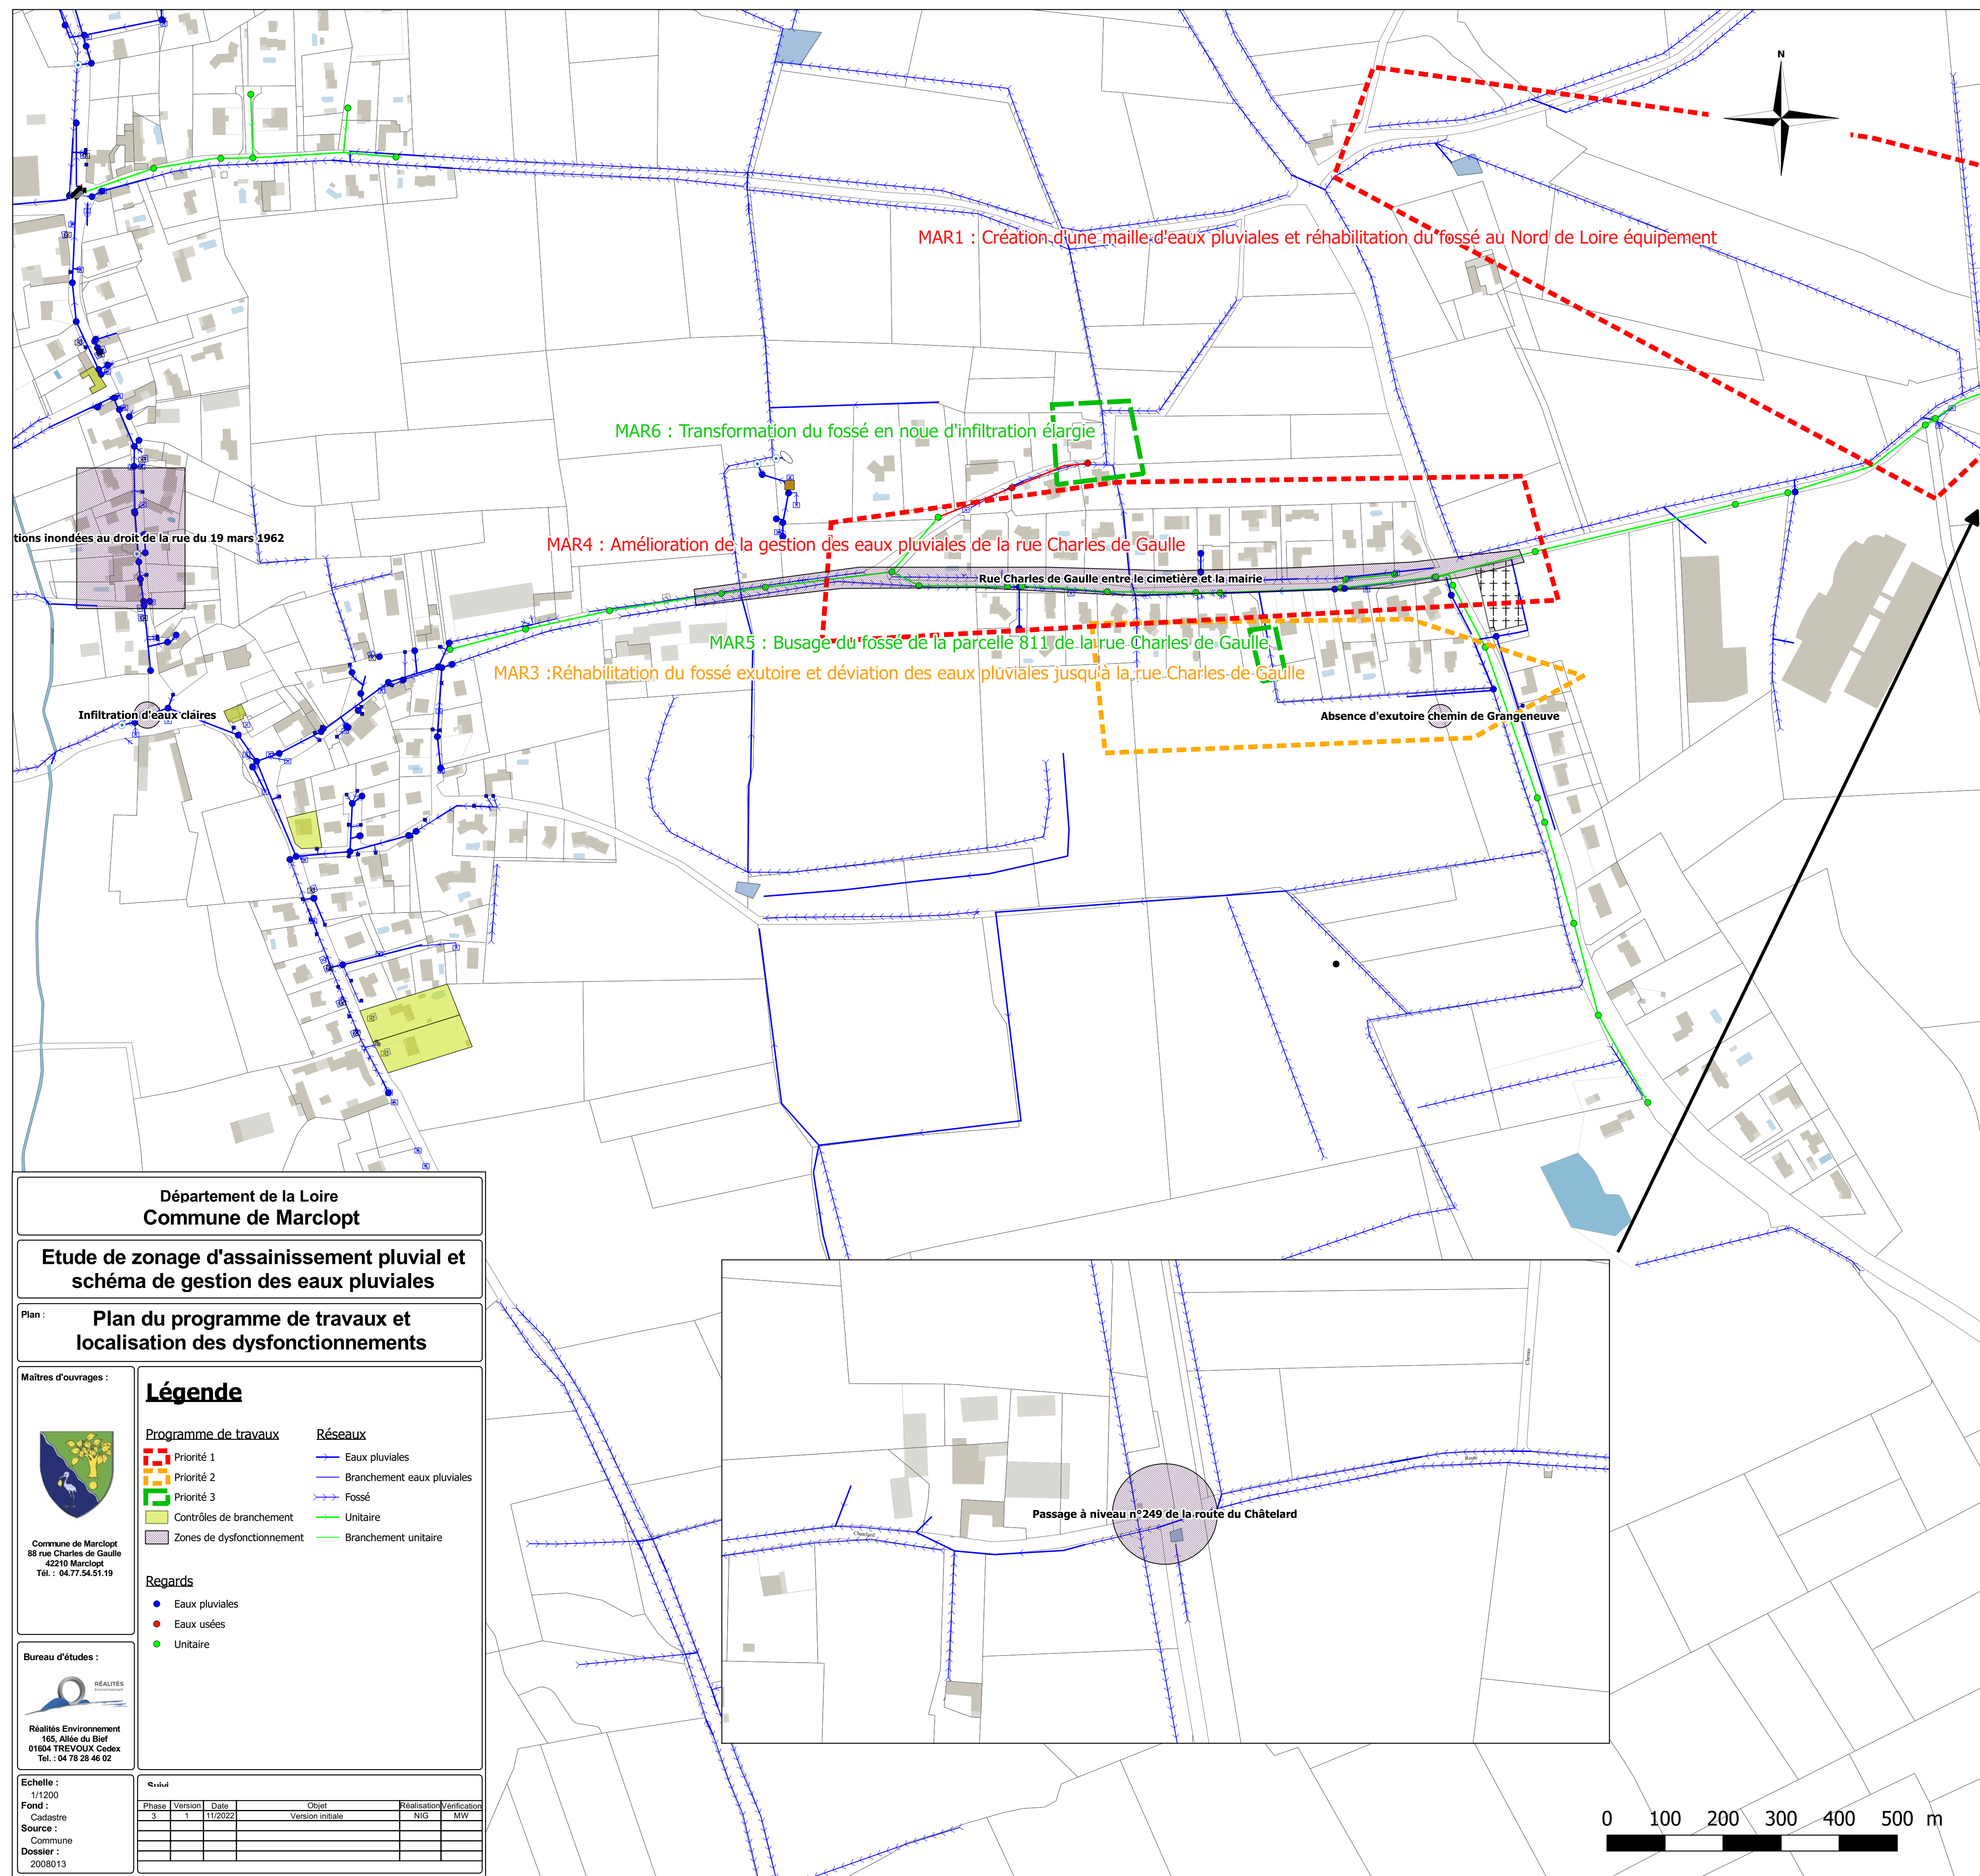 N
MAR1 : Création d'une maille d'eaux pluviales et réhabilitation du fossé au Nord de Loire équipement
MAR6 : Transformation du fossé en noue d'infiltration élargie
tions inondées au droit de la rue du 19 mars 1962
MAR4 : Amélioration de la gestion des eaux pluviales de la rue Charles de Gaulle
Rue Charles de Gaulle entre le cimetière et la mairie
MAR5 : Busage du fossé de la parcelle 811 de la rue Charles de Gaulle
MAR3 :Réhabilitation du fossé exutoire et déviation des eaux pluviales jusqu'à la rue Charles de Gaulle
Infiltration d'eaux claires
Absence d'exutoire chemin de Grangeneuve
Département de la Loire
Commune de Marclopt
Etude de zonage d'assainissement pluvial et
schéma de gestion des eaux pluviales
Plan :
Plan du programme de travaux et
localisation des dysfonctionnements
Maîtres d'ouvrages :
Commune de Marclopt
88 rue Charles de Gaulle
42210 Marclopt
Tél. : 04.77.54.51.19
Légende
Programme de travaux
Priorité 1
Priorité 2
Priorité 3
Contrôles de branchement
Zones de dysfonctionnement
Réseaux
Eaux pluviales
Branchement eaux pluviales
Fossé
Unitaire
Branchement unitaire
Regards
Eaux pluviales
Eaux usées
Unitaire
Bureau d'études :
RÉALITÉS
Environnement
Réalités Environnement
165, Allée du Bief
01604 TREVOUX Cedex
Tel. : 04 78 28 46 02
Echelle :
1/1200
Fond :
Cadastre
Source :
Commune
Dossier :
2008013
Suivi
Phase Version Date Objet Réalisation Vérification
3 1 11/2022 Version initiale NIG MW
Chemin
Route
Passage à niveau n°249 de la route du Châtelard
Chatelard
0 100 200 300 400 500 m